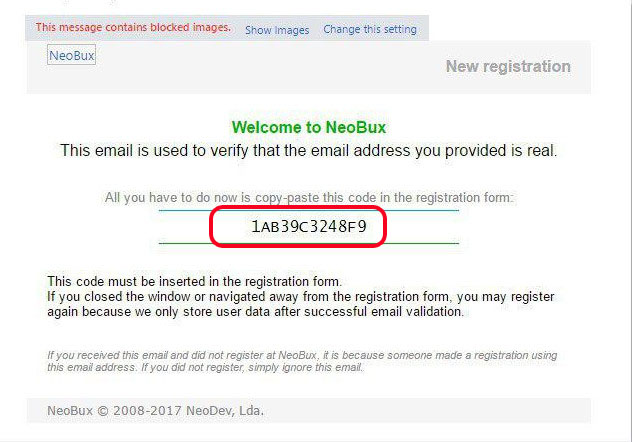 This message contains blocked images. Show Images Change this setting
NeoBux
New registration
Welcome to NeoBux
This email is used to verify that the email address you provided is real.
All you have to do now is copy-paste this code in the registration form:
1AB39C3248F9
This code must be inserted in the registration form.
If you closed the window or navigated away from the registration form, you may register
again because we only store user data after successful email validation.
If you received this email and did not register at NeoBux, it is because someone made a registration using
this email address. If you did not register, simply ignore this email.
NeoBux © 2008-2017 NeoDev, Lda.